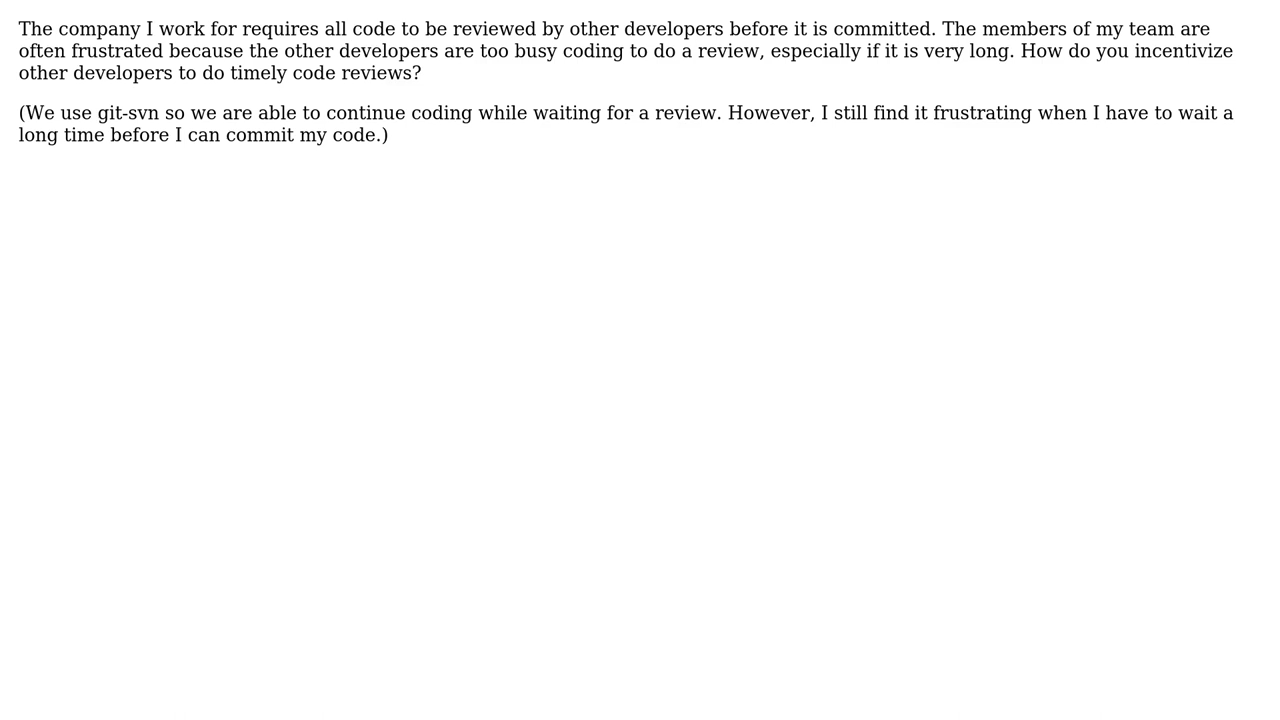 The company I work for requires all code to be reviewed by other developers before it is committed. The members of my team are
often frustrated because the other developers are too busy coding to do a review, especially if it is very long. How do you incentivize
other developers to do timely code reviews?
(We use git-svn so we are able to continue coding while waiting for a review. However, I still find it frustrating when I have to wait a
long time before I can commit my code.)